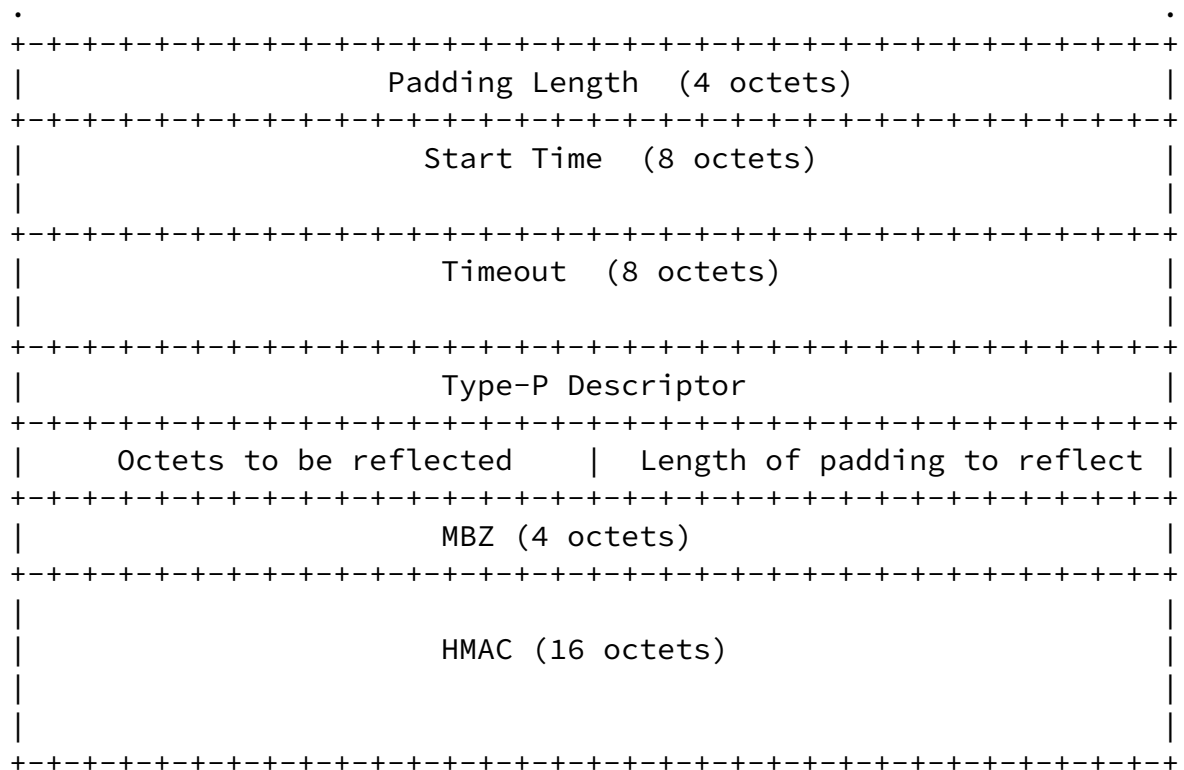 .                                                               .
+-+-+-+-+-+-+-+-+-+-+-+-+-+-+-+-+-+-+-+-+-+-+-+-+-+-+-+-+-+-+-+-+
|                    Padding Length  (4 octets)                 |
+-+-+-+-+-+-+-+-+-+-+-+-+-+-+-+-+-+-+-+-+-+-+-+-+-+-+-+-+-+-+-+-+
|                      Start Time  (8 octets)                   |
|                                                               |
+-+-+-+-+-+-+-+-+-+-+-+-+-+-+-+-+-+-+-+-+-+-+-+-+-+-+-+-+-+-+-+-+
|                       Timeout  (8 octets)                     |
|                                                               |
+-+-+-+-+-+-+-+-+-+-+-+-+-+-+-+-+-+-+-+-+-+-+-+-+-+-+-+-+-+-+-+-+
|                       Type-P Descriptor                       |
+-+-+-+-+-+-+-+-+-+-+-+-+-+-+-+-+-+-+-+-+-+-+-+-+-+-+-+-+-+-+-+-+
|     Octets to be reflected    |  Length of padding to reflect |
+-+-+-+-+-+-+-+-+-+-+-+-+-+-+-+-+-+-+-+-+-+-+-+-+-+-+-+-+-+-+-+-+
|                       MBZ (4 octets)                          |
+-+-+-+-+-+-+-+-+-+-+-+-+-+-+-+-+-+-+-+-+-+-+-+-+-+-+-+-+-+-+-+-+
|                                                               |
|                       HMAC (16 octets)                        |
|                                                               |
|                                                               |
+-+-+-+-+-+-+-+-+-+-+-+-+-+-+-+-+-+-+-+-+-+-+-+-+-+-+-+-+-+-+-+-+